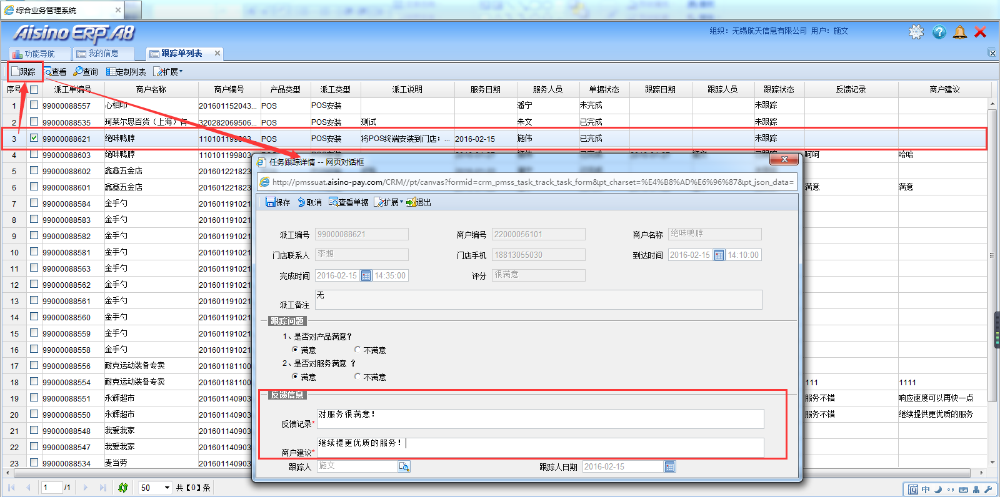 综合业务管理系统
Aisino ERP.A8
组织：无锡航天信息有限公司 用户：施文
功能导航 我的信息 跟踪单列表
跟踪 查看 查询 定制列表 扩展
序号 派工单编号 商户名称 商户编号 产品类型 派工类型 派工说明 服务日期 服务人员 单据状态 跟踪日期 跟踪人员 跟踪状态 反馈记录 商户建议
1 99000088557 心相印 201601152043... POS POS安装 潘宁 未完成 未跟踪
2 99000088535 珂莱尔思百货（上海）有 320282069506... POS POS安装 测试 朱文 已完成 未跟踪
3 99000088621 绝味鸭脖 110101199803... POS POS安装 将POS终端安装到门店；... 2016-02-15 施伟 已完成 未跟踪
4 99000088603 绝味鸭脖 110101199803 呵呵 哈哈
5 99000088602 鑫鑫五金店 201601221823
6 99000088601 鑫鑫五金店 201601221823 满意 满意
7 99000088584 金手勺 201601191021
8 99000088583 金手勺 201601191021
9 99000088582 金手勺 201601191021
10 99000088581 金手勺 201601191021
11 99000088563 金手勺 201601191021
12 99000088562 金手勺 201601191021
13 99000088561 金手勺 201601191021
14 99000088560 金手勺 201601191021
15 99000088559 金手勺 201601191021
16 99000088558 金手勺 201601191021
17 99000088556 耐克运动装备专卖 201601181100
18 99000088554 耐克运动装备专卖 201601181100 111 1111
19 99000088551 永辉超市 201601140903 服务不错 响应速度可以再快一点
20 99000088550 永辉超市 201601140903 服务不错 继续提供更优质的服务
21 99000088548 我爱我家 201601140903
22 99000088547 我爱我家 201601140903
23 99000088534 麦当劳 201601140903
1 /1 50 共【0】条
任务跟踪详情 -- 网页对话框
http://pmssuat.aisino-pay.com/CRM//pt/canvas?formid=crm_pmss_task_track_task_form&pt_charset=%E4%B8%AD%E6%96%87&pt_json_data=
保存 取消 查看单据 扩展 退出
派工编号 99000088621 商户编号 22000056101 商户名称 绝味鸭脖
门店联系人 李想 门店手机 18813055030 到达时间 2016-02-15 14:10:00
完成时间 2016-02-15 14:35:00 评分 很满意
派工备注 无
跟踪问题
1、是否对产品满意？
满意 不满意
2、是否对服务满意 ？
满意 不满意
反馈信息
反馈记录* 对服务很满意！
商户建议* 继续提更优质的服务！
跟踪人 施文 跟踪人日期 2016-02-15
中